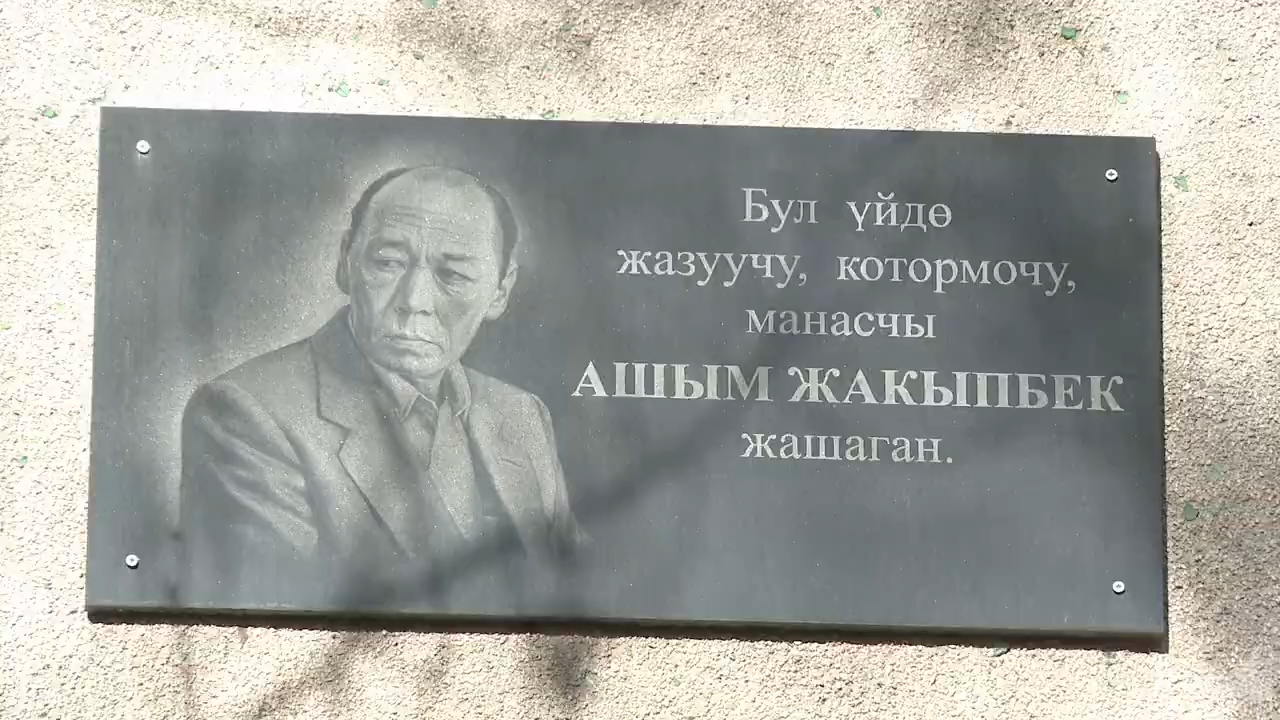 Бул үйдө
жазуучу, котормочу,
манасчы
АШЫМ ЖАКЫПБЕК
жашаган.